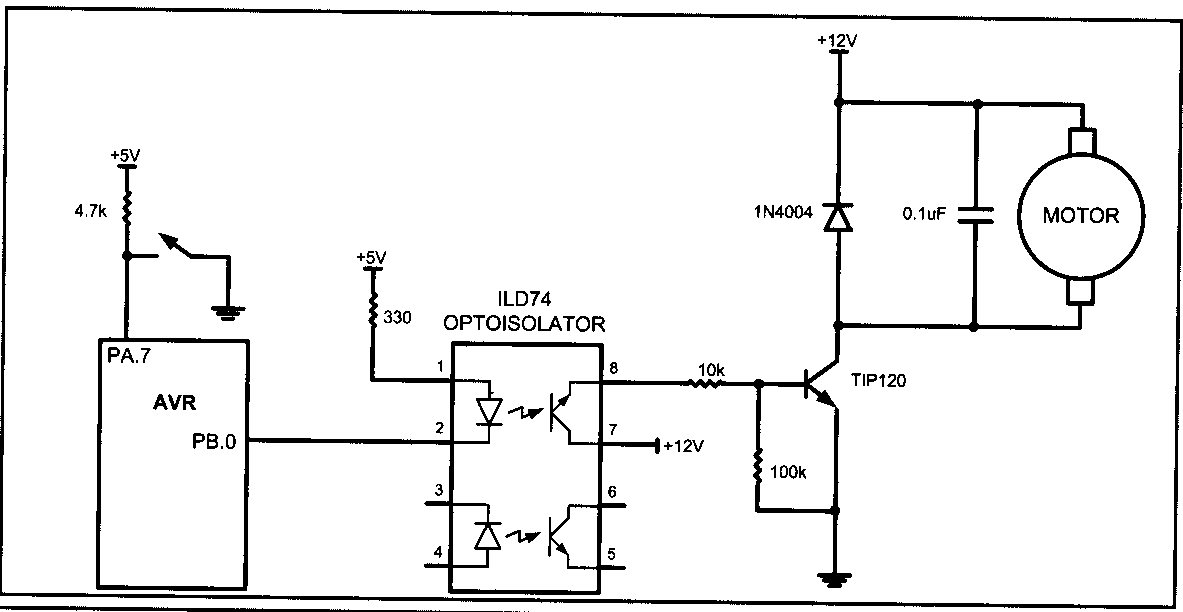 +12V
+5V
4.7k
1N4004
0.1uF
MOTOR
+5V
330
ILD74
OPTOISOLATOR
PA.7
AVR
PB.0
1
2
3
4
8
7
6
5
+12V
10k
TIP120
100k